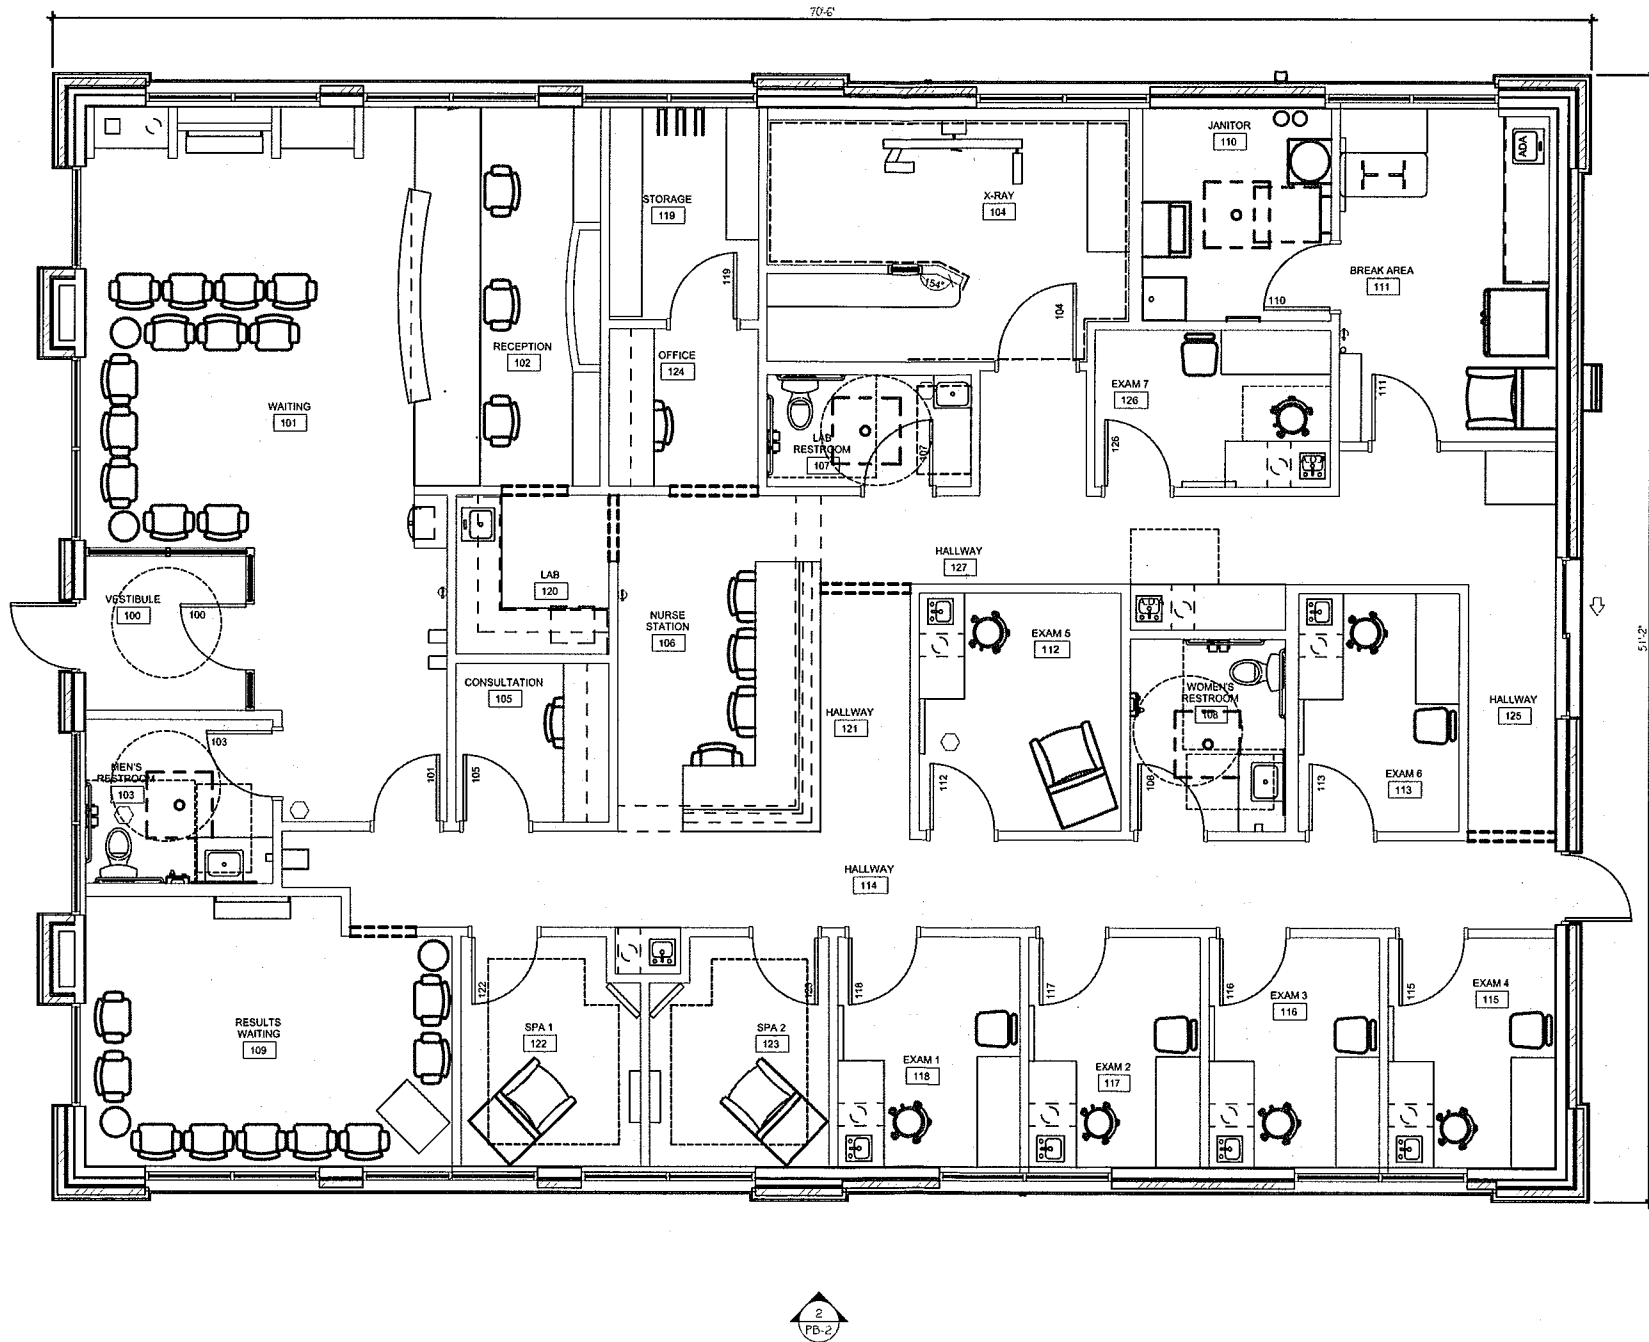 70'-6"
JANITOR
110
ADA
STORAGE
119
X-RAY
104
119
154°
104
110
BREAK AREA
111
RECEPTION
102
OFFICE
124
EXAM 7
126
111
WAITING
101
LAB
RESTROOM
107
107
126
ADA
HALLWAY
127
LAB
120
VESTIBULE
100
100
NURSE
STATION
106
EXAM 5
112
ADA
51'-2"
CONSULTATION
105
WOMEN'S
RESTROOM
108
HALLWAY
121
HALLWAY
125
103
MEN'S
RESTROOM
103
101
105
112
108
113
EXAM 6
113
HALLWAY
114
122
123
118
117
116
115
EXAM 4
115
EXAM 3
116
RESULTS
WAITING
109
SPA 1
122
SPA 2
123
EXAM 1
118
EXAM 2
117
2
PB-2